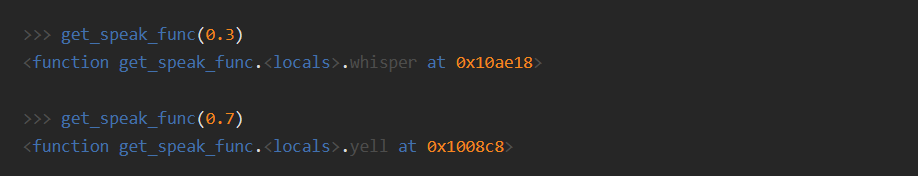 >>> get_speak_func(0.3)
<function get_speak_func.<locals>.whisper at 0x10ae18>
>>> get_speak_func(0.7)
<function get_speak_func.<locals>.yell at 0x1008c8>